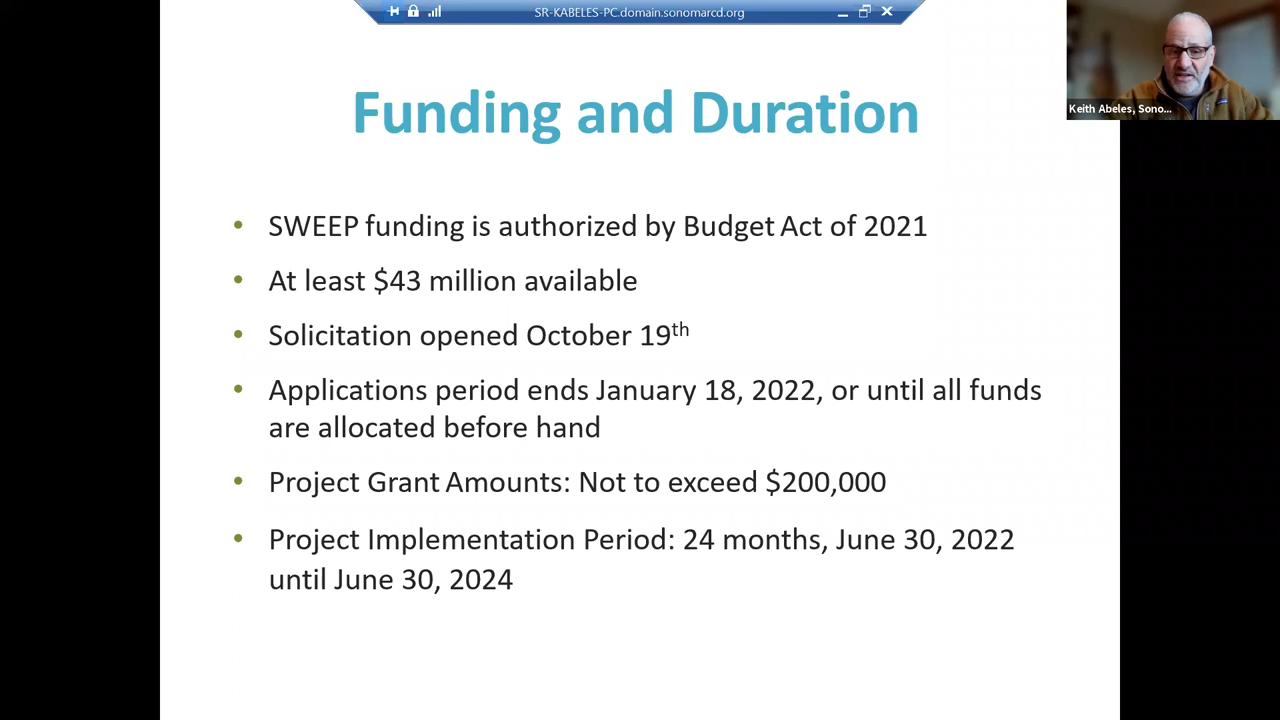 SR-KABELES-PC.domain.sonomarcd.org
Keith Abeles, Sono...
Funding and Duration
• SWEEP funding is authorized by Budget Act of 2021
• At least $43 million available
• Solicitation opened October 19th
• Applications period ends January 18, 2022, or until all funds
are allocated before hand
• Project Grant Amounts: Not to exceed $200,000
• Project Implementation Period: 24 months, June 30, 2022
until June 30, 2024